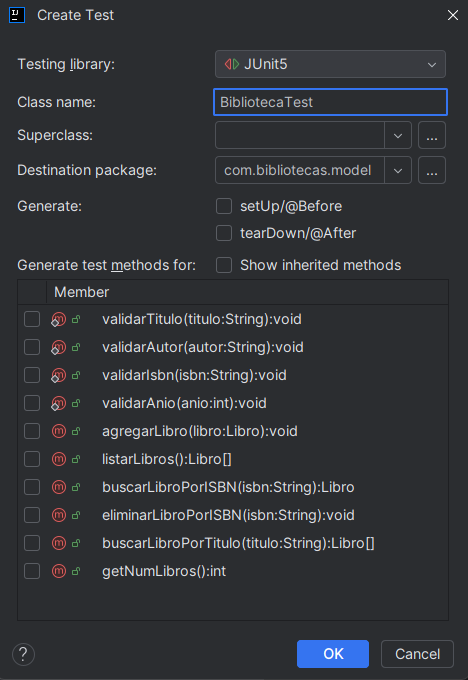 Create Test
Testing library: JUnit5
Class name: BibliotecaTest
Superclass: ...
Destination package: com.bibliotecas.model ...
Generate: setUp/@Before
tearDown/@After
Generate test methods for: Show inherited methods
Member
m validarTitulo(titulo:String):void
m validarAutor(autor:String):void
m validarIsbn(isbn:String):void
m validarAnio(anio:int):void
m agregarLibro(libro:Libro):void
m listarLibros():Libro[]
m buscarLibroPorISBN(isbn:String):Libro
m eliminarLibroPorISBN(isbn:String):void
m buscarLibroPorTitulo(titulo:String):Libro[]
m getNumLibros():int
? OK Cancel